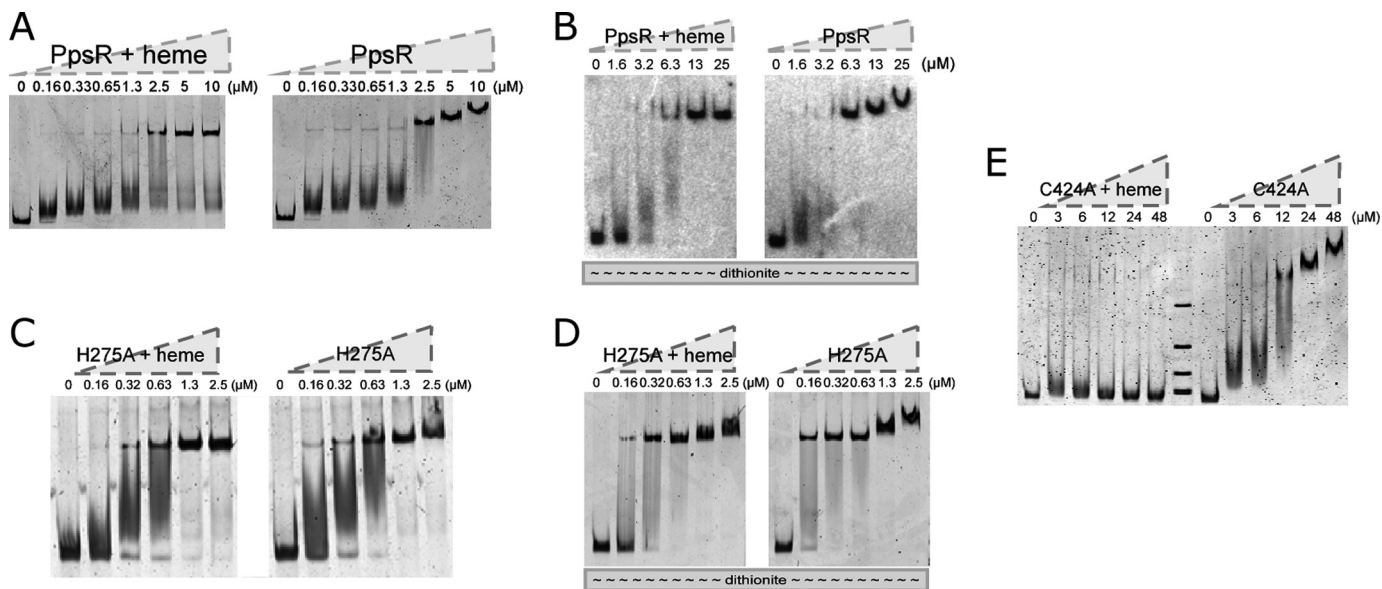 A
PpsR + heme
0 0.16 0.33 0.65 1.3 2.5 5 10 (μM)
PpsR
0 0.16 0.33 0.65 1.3 2.5 5 10 (μM)
B
PpsR + heme
0 1.6 3.2 6.3 13 25
PpsR
0 1.6 3.2 6.3 13 25 (μM)
~ ~ ~ ~ ~ ~ ~ ~ ~ ~ dithionite ~ ~ ~ ~ ~ ~ ~ ~ ~ ~
C
H275A + heme
0 0.16 0.32 0.63 1.3 2.5 (μM)
H275A
0 0.16 0.32 0.63 1.3 2.5 (μM)
D
H275A + heme
0 0.16 0.32 0.63 1.3 2.5 (μM)
H275A
0 0.16 0.32 0.63 1.3 2.5 (μM)
~ ~ ~ ~ ~ ~ ~ ~ ~ ~ dithionite ~ ~ ~ ~ ~ ~ ~ ~ ~ ~
E
C424A + heme
0 3 6 12 24 48
C424A
0 3 6 12 24 48 (μM)